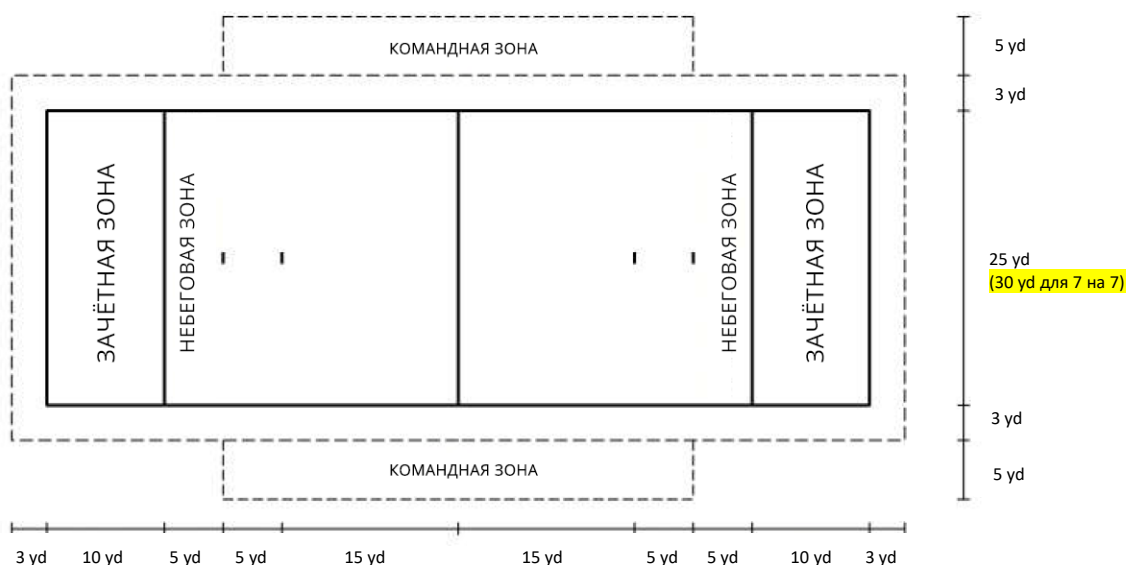 КОМАНДНАЯ ЗОНА
5 yd
3 yd
ЗАЧЁТНАЯ ЗОНА
НЕБЕГОВАЯ ЗОНА
НЕБЕГОВАЯ ЗОНА
ЗАЧЁТНАЯ ЗОНА
25 yd
(30 yd для 7 на 7)
3 yd
КОМАНДНАЯ ЗОНА
5 yd
3 yd 10 yd 5 yd 5 yd 15 yd 15 yd 5 yd 5 yd 10 yd 3 yd